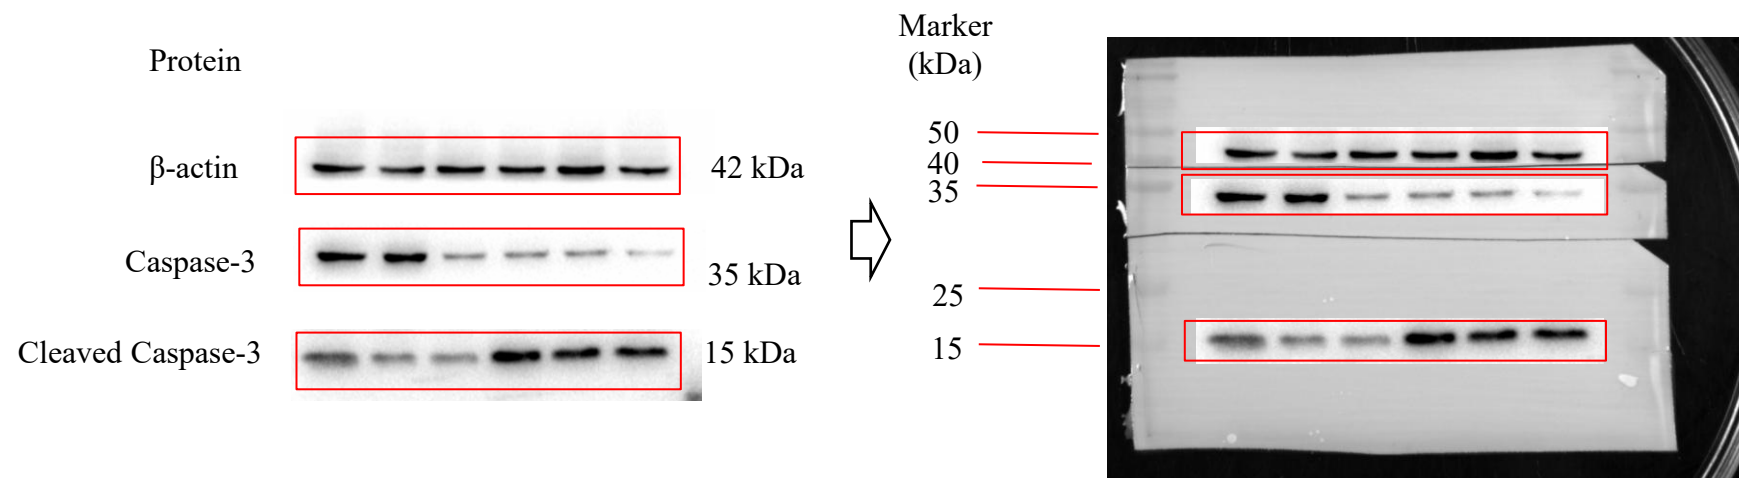 Protein
β-actin
42 kDa
Caspase-3
35 kDa
Cleaved Caspase-3
15 kDa
Marker
(kDa)
50
40
35
25
15